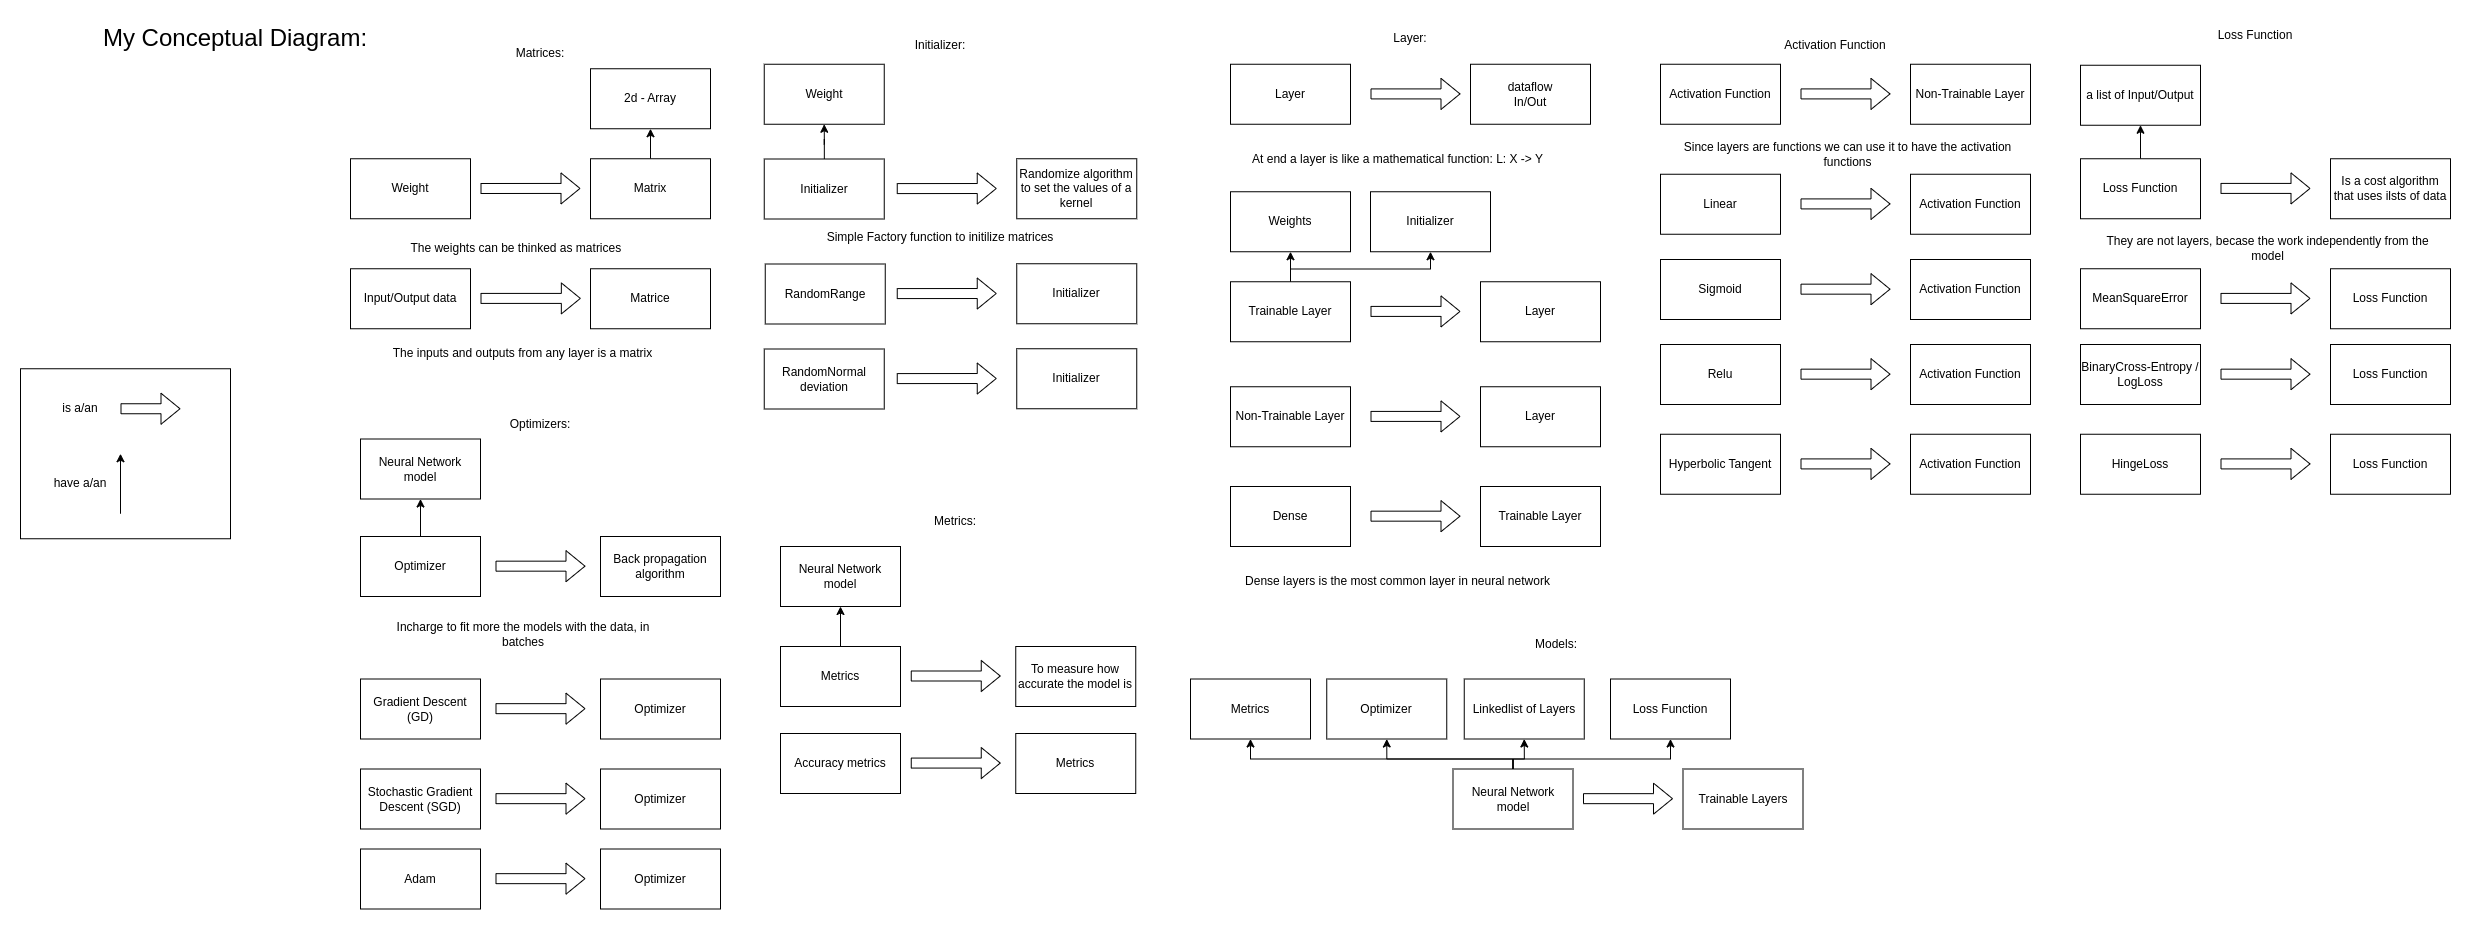 My Conceptual Diagram:
is a/an
have a/an
Matrices:
2d - Array
Weight
Matrix
The weights can be thinked as matrices
Input/Output data
Matrice
The inputs and outputs from any layer is a matrix
Optimizers:
Neural Network
model
Optimizer
Back propagation
algorithm
Incharge to fit more the models with the data, in
batches
Gradient Descent
(GD)
Optimizer
Stochastic Gradient
Descent (SGD)
Optimizer
Adam
Optimizer
Initializer:
Weight
Initializer
Randomize algorithm
to set the values of a
kernel
Simple Factory function to initilize matrices
RandomRange
Initializer
RandomNormal
deviation
Initializer
Metrics:
Neural Network
model
Metrics
To measure how
accurate the model is
Accuracy metrics
Metrics
Layer:
Layer
dataflow
In/Out
At end a layer is like a mathematical function: L: X -> Y
Weights
Initializer
Trainable Layer
Layer
Non-Trainable Layer
Layer
Dense
Trainable Layer
Dense layers is the most common layer in neural network
Models:
Metrics
Optimizer
Linkedlist of Layers
Loss Function
Neural Network
model
Trainable Layers
Activation Function
Activation Function
Non-Trainable Layer
Since layers are functions we can use it to have the activation
functions
Linear
Activation Function
Sigmoid
Activation Function
Relu
Activation Function
Hyperbolic Tangent
Activation Function
Loss Function
a list of Input/Output
Loss Function
Is a cost algorithm
that uses ilsts of data
They are not layers, becase the work independently from the
model
MeanSquareError
Loss Function
BinaryCross-Entropy /
LogLoss
Loss Function
HingeLoss
Loss Function